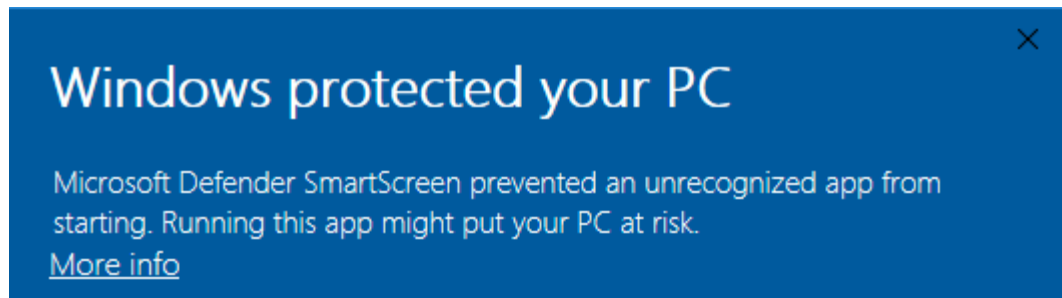 Windows protected your PC
Microsoft Defender SmartScreen prevented an unrecognized app from
starting. Running this app might put your PC at risk.
More info